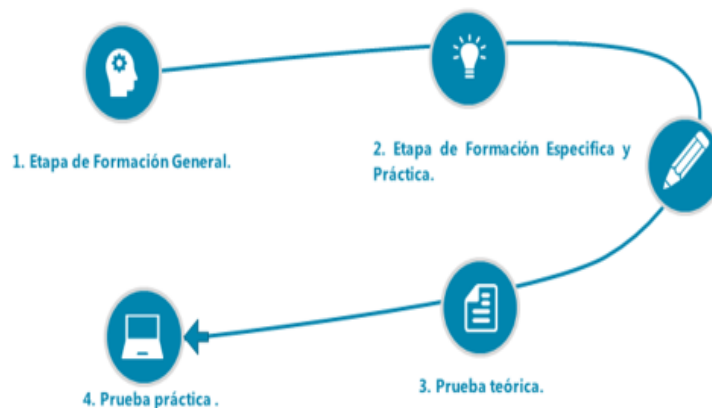 1. Etapa de Formación General.
2. Etapa de Formación Especifica y
Práctica.
3. Prueba teórica.
4. Prueba práctica .